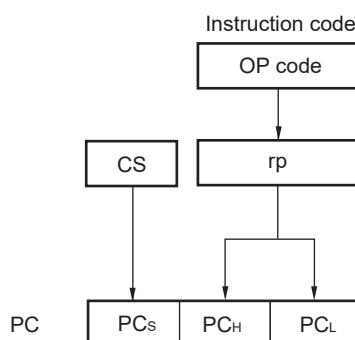 Instruction code
OP code
CS
rp
PC
PCS
PCH
PCL